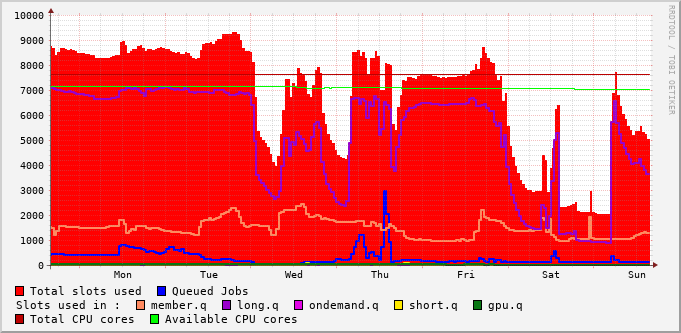 10000
9000
8000
7000
6000
5000
4000
3000
2000
1000
0
Mon Tue Wed Thu Fri Sat Sun
RRDTOOL / TOBI OETIKER
Total slots used Queued Jobs
Slots used in : member.q long.q ondemand.q short.q gpu.q
Total CPU cores Available CPU cores